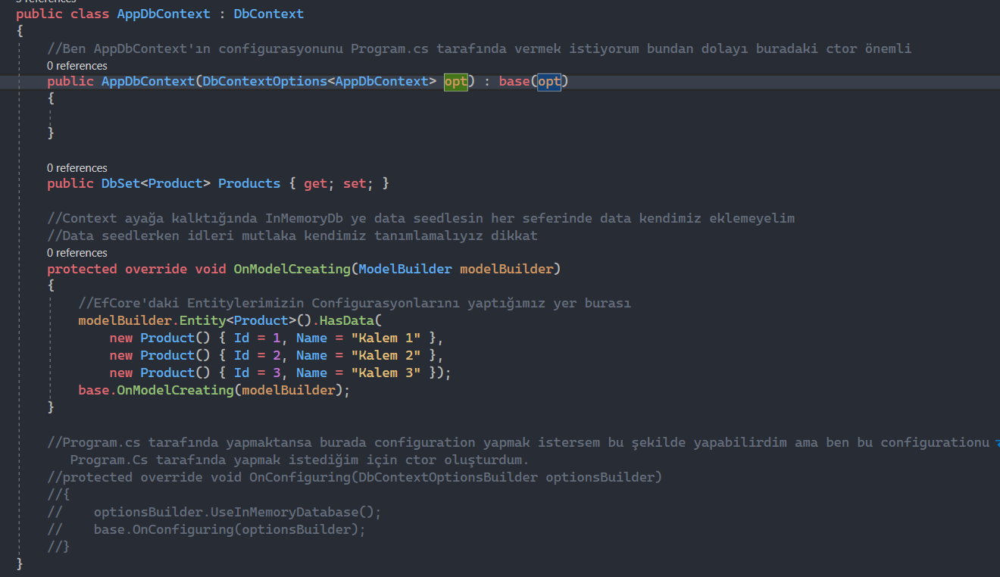 references
public class AppDbContext : DbContext
{
//Ben AppDbContext'ın configurasyonunu Program.cs tarafında vermek istiyorum bundan dolayı buradaki ctor önemli
0 references
public AppDbContext(DbContextOptions<AppDbContext> opt) : base(opt)
{
}
0 references
public DbSet<Product> Products { get; set; }
//Context ayağa kalktığında InMemoryDb ye data seedlesin her seferinde data kendimiz eklemeyelim
//Data seedlerken idleri mutlaka kendimiz tanımlamalıyız dikkat
0 references
protected override void OnModelCreating(ModelBuilder modelBuilder)
{
//EfCore'daki Entitylerimizin Configurasyonlarını yaptığımız yer burası
modelBuilder.Entity<Product>().HasData(
new Product() { Id = 1, Name = "Kalem 1" },
new Product() { Id = 2, Name = "Kalem 2" },
new Product() { Id = 3, Name = "Kalem 3" });
base.OnModelCreating(modelBuilder);
}
//Program.cs tarafında yapmaktansa burada configuration yapmak istersem bu şekilde yapabilirdim ama ben bu configurationu
Program.Cs tarafında yapmak istediğim için ctor oluşturdum.
//protected override void OnConfiguring(DbContextOptionsBuilder optionsBuilder)
//{
//    optionsBuilder.UseInMemoryDatabase();
//    base.OnConfiguring(optionsBuilder);
//}
}